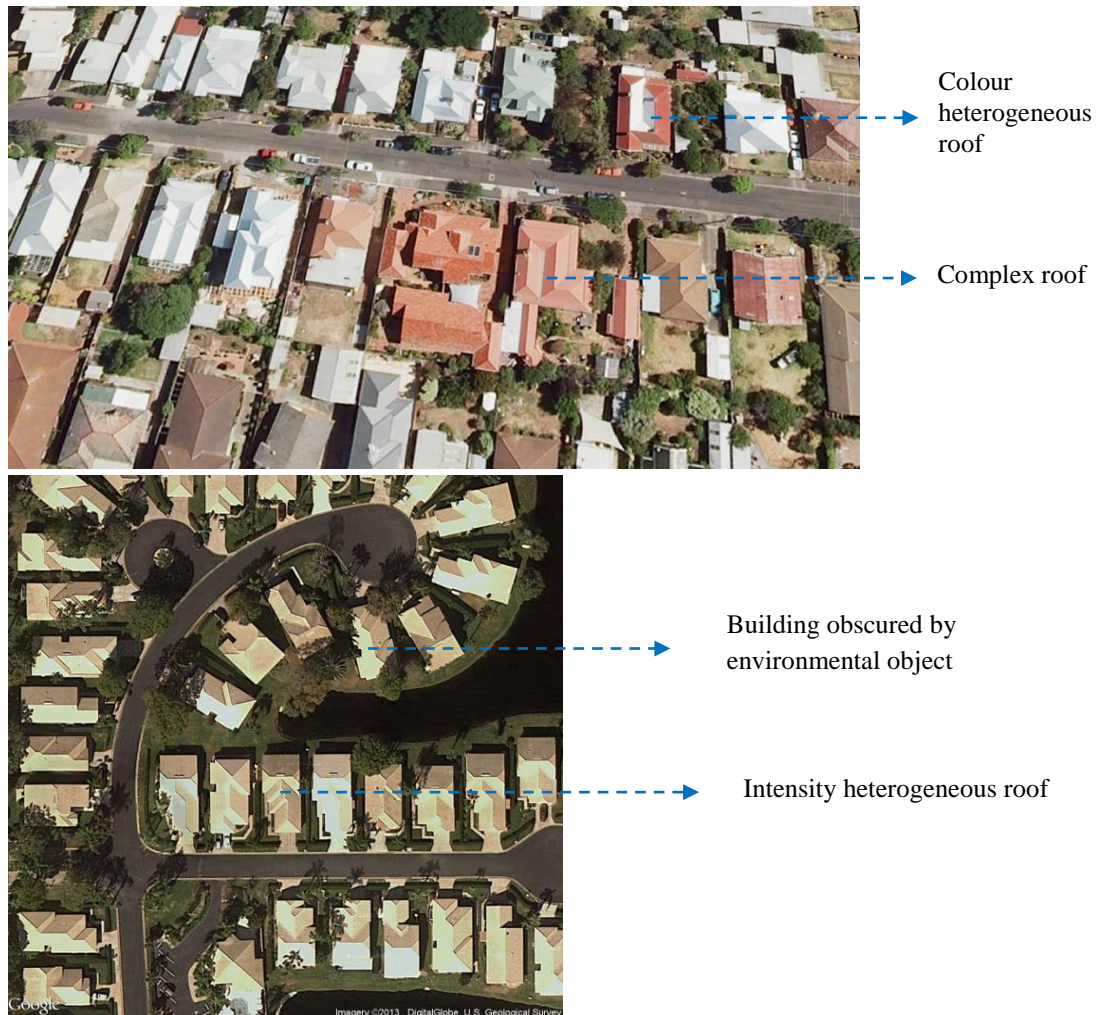 Colour
heterogeneous
roof
Complex roof
Building obscured by
environmental object
Intensity heterogeneous roof
Google
Imagery ©2013 , DigitalGlobe, U.S. Geological Survey